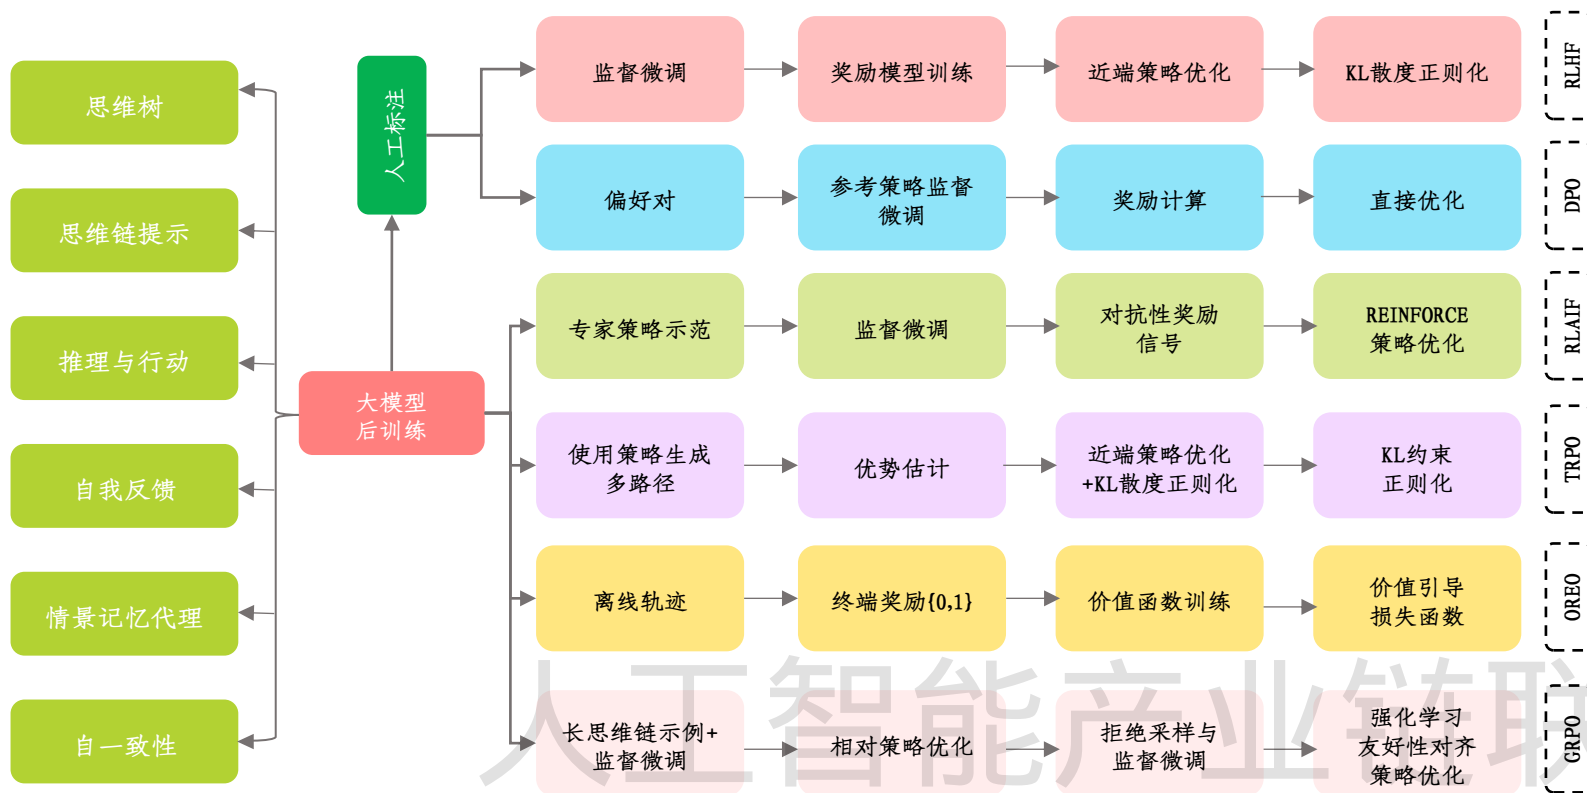 思维树
思维链提示
推理与行动
自我反馈
情景记忆代理
自一致性
人工标注
大模型
后训练
监督微调
奖励模型训练
近端策略优化
KL散度正则化
RLHF
偏好对
参考策略监督
微调
奖励计算
直接优化
DPO
专家策略示范
监督微调
对抗性奖励
信号
REINFORCE
策略优化
RLAIF
使用策略生成
多路径
优势估计
近端策略优化
+KL散度正则化
KL约束
正则化
TRPO
离线轨迹
终端奖励{0,1}
价值函数训练
价值引导
损失函数
OREO
长思维链示例+
监督微调
相对策略优化
拒绝采样与
监督微调
强化学习
友好性对齐
策略优化
GRPO
人工智能产业链联